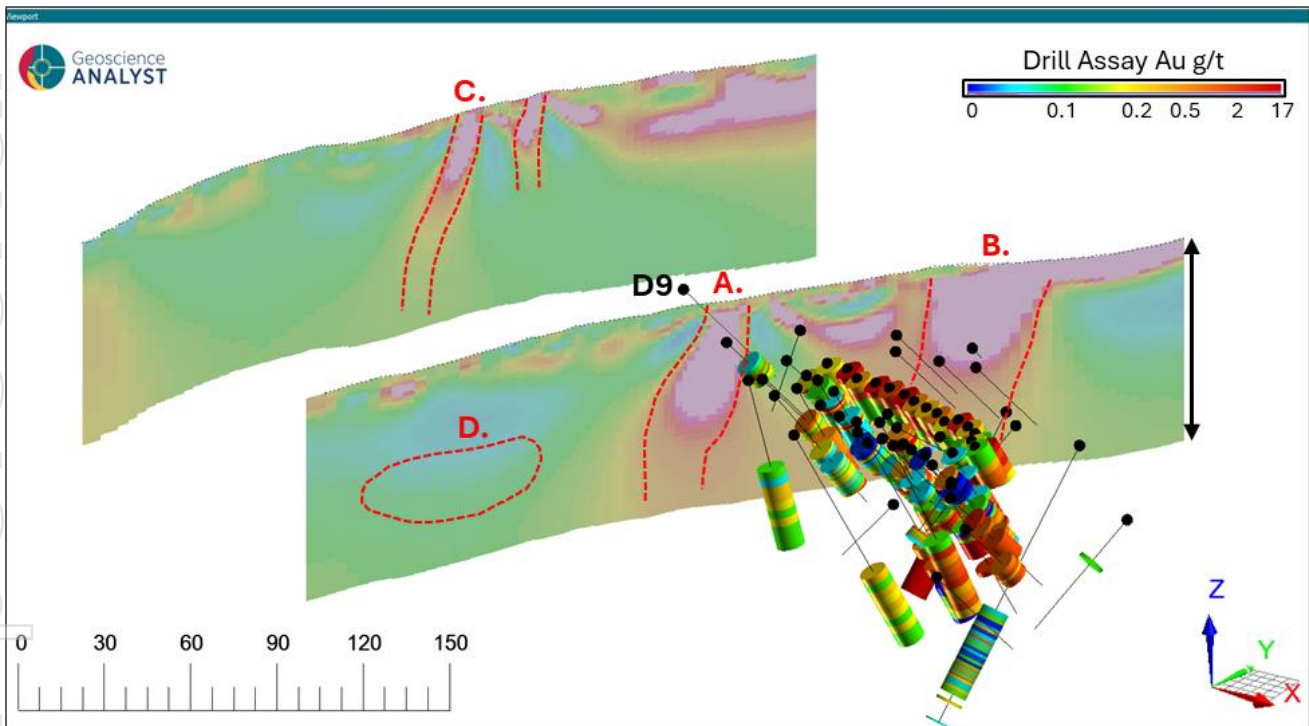 Viewport
Geoscience
ANALYST
Drill Assay Au g/t
0 0.1 0.2 0.5 2 17
C.
B.
D9 A.
D.
0 30 60 90 120 150
Z
Y
X